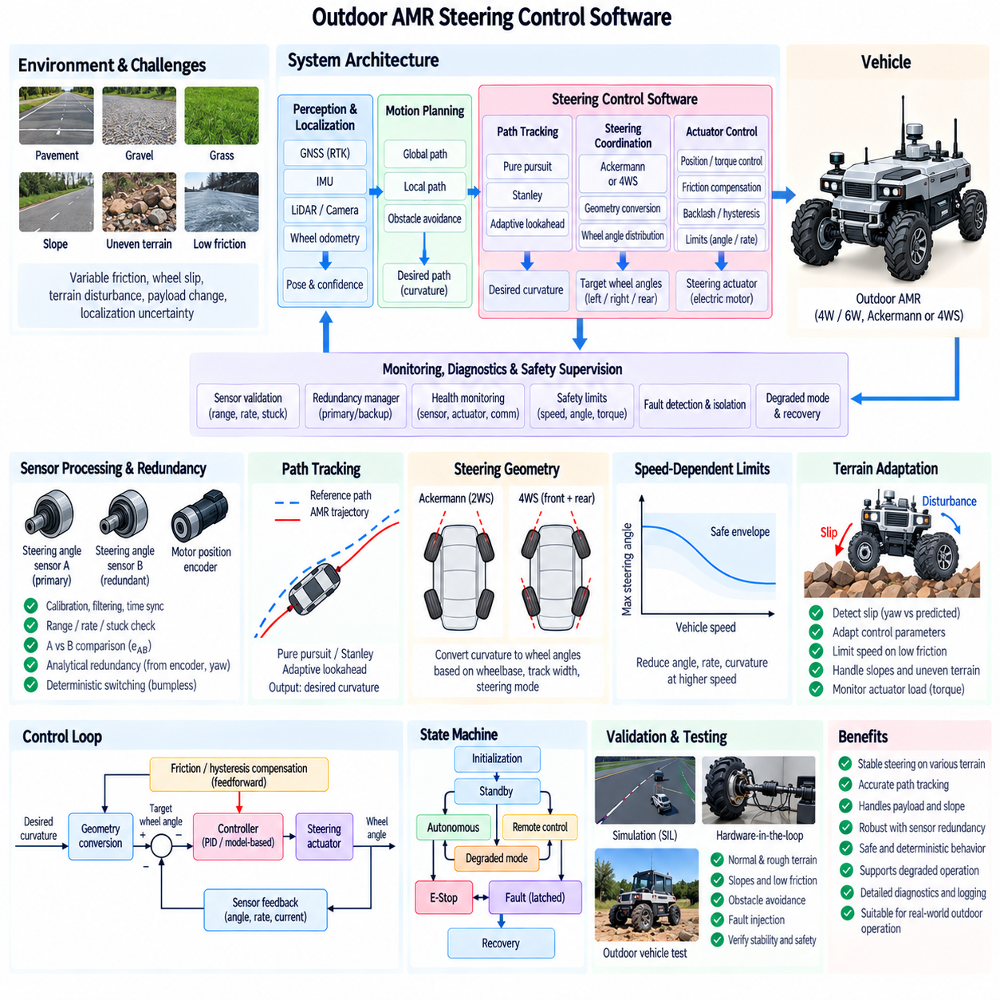 Outdoor AMR Steering Control Software
Environment & Challenges
Pavement
Gravel
Grass
Slope
Uneven terrain
Low friction
Variable friction, wheel slip,
terrain disturbance, payload change,
localization uncertainty
System Architecture
Perception &
Localization
GNSS (RTK)
IMU
LiDAR / Camera
Wheel odometry
Pose & confidence
Motion Planning
Global path
Local path
Obstacle avoidance
Desired path
(curvature)
Steering Control Software
Path Tracking
Pure pursuit
Stanley
Adaptive lookahead
Desired curvature
Steering
Coordination
Ackermann
or 4WS
Geometry conversion
Wheel angle distribution
Target wheel angles
(left / right / rear)
Actuator Control
Position / torque control
Friction compensation
Backlash / hysteresis
Limits (angle / rate)
Steering actuator
(electric motor)
Vehicle
Outdoor AMR
(4W / 6W, Ackermann or 4WS)
Monitoring, Diagnostics & Safety Supervision
Sensor validation
(range, rate, stuck)
Redundancy manager
(primary/backup)
Health monitoring
(sensor, actuator, comm)
Safety limits
(speed, angle, torque)
Fault detection & isolation
Degraded mode
& recovery
Sensor Processing & Redundancy
Steering angle
sensor A
(primary)
Steering angle
sensor B
(redundant)
Motor position
encoder
Calibration, filtering, time sync
Range / rate / stuck check
A vs B comparison (eAB)
Analytical redundancy (from encoder, yaw)
Deterministic switching (bumpless)
Path Tracking
Reference path
AMR trajectory
Pure pursuit / Stanley
Adaptive lookahead
Output: desired curvature
Steering Geometry
Ackermann (2WS)
4WS (front + rear)
Convert curvature to wheel angles
based on wheelbase, track width,
steering mode
Speed-Dependent Limits
Max steering angle
Safe envelope
Vehicle speed
Reduce angle, rate, curvature
at higher speed
Terrain Adaptation
Disturbance
Slip
Detect slip (yaw vs predicted)
Adapt control parameters
Limit speed on low friction
Handle slopes and uneven terrain
Monitor actuator load (torque)
Control Loop
Friction / hysteresis compensation
(feedforward)
Desired
curvature
Geometry
conversion
Target
wheel angle
+
−
−
Controller
(PID / model-based)
Steering
actuator
Wheel
angle
Sensor feedback
(angle, rate, current)
State Machine
Initialization
Standby
Autonomous
Remote control
Degraded mode
E-Stop
Fault (latched)
Recovery
Validation & Testing
Simulation (SIL)
Hardware-in-the-loop
Outdoor vehicle test
Normal & rough terrain
Slopes and low friction
Obstacle avoidance
Fault injection
Verify stability and safety
Benefits
Stable steering on various terrain
Accurate path tracking
Handles payload and slope
Robust with sensor redundancy
Safe and deterministic behavior
Supports degraded operation
Detailed diagnostics and logging
Suitable for real-world outdoor
operation